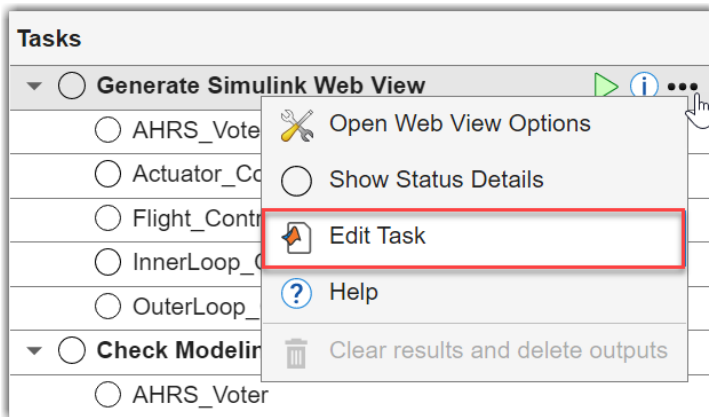 Tasks
Generate Simulink Web View
AHRS_Vote
Open Web View Options
Actuator_Co
Show Status Details
Flight_Contr
Edit Task
InnerLoop_
Help
OuterLoop_
Check Modelin
Clear results and delete outputs
AHRS_Voter